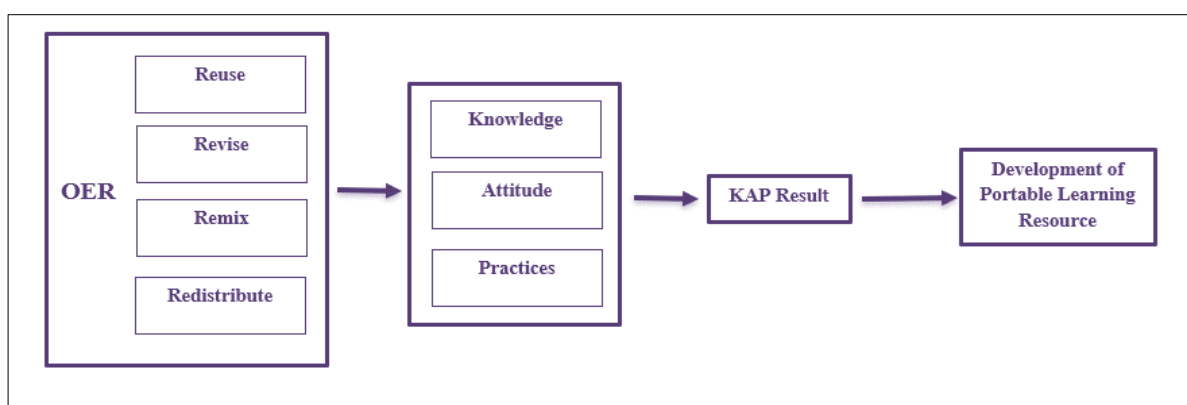 OER
Reuse
Revise
Remix
Redistribute
Knowledge
Attitude
Practices
KAP Result
Development of
Portable Learning
Resource